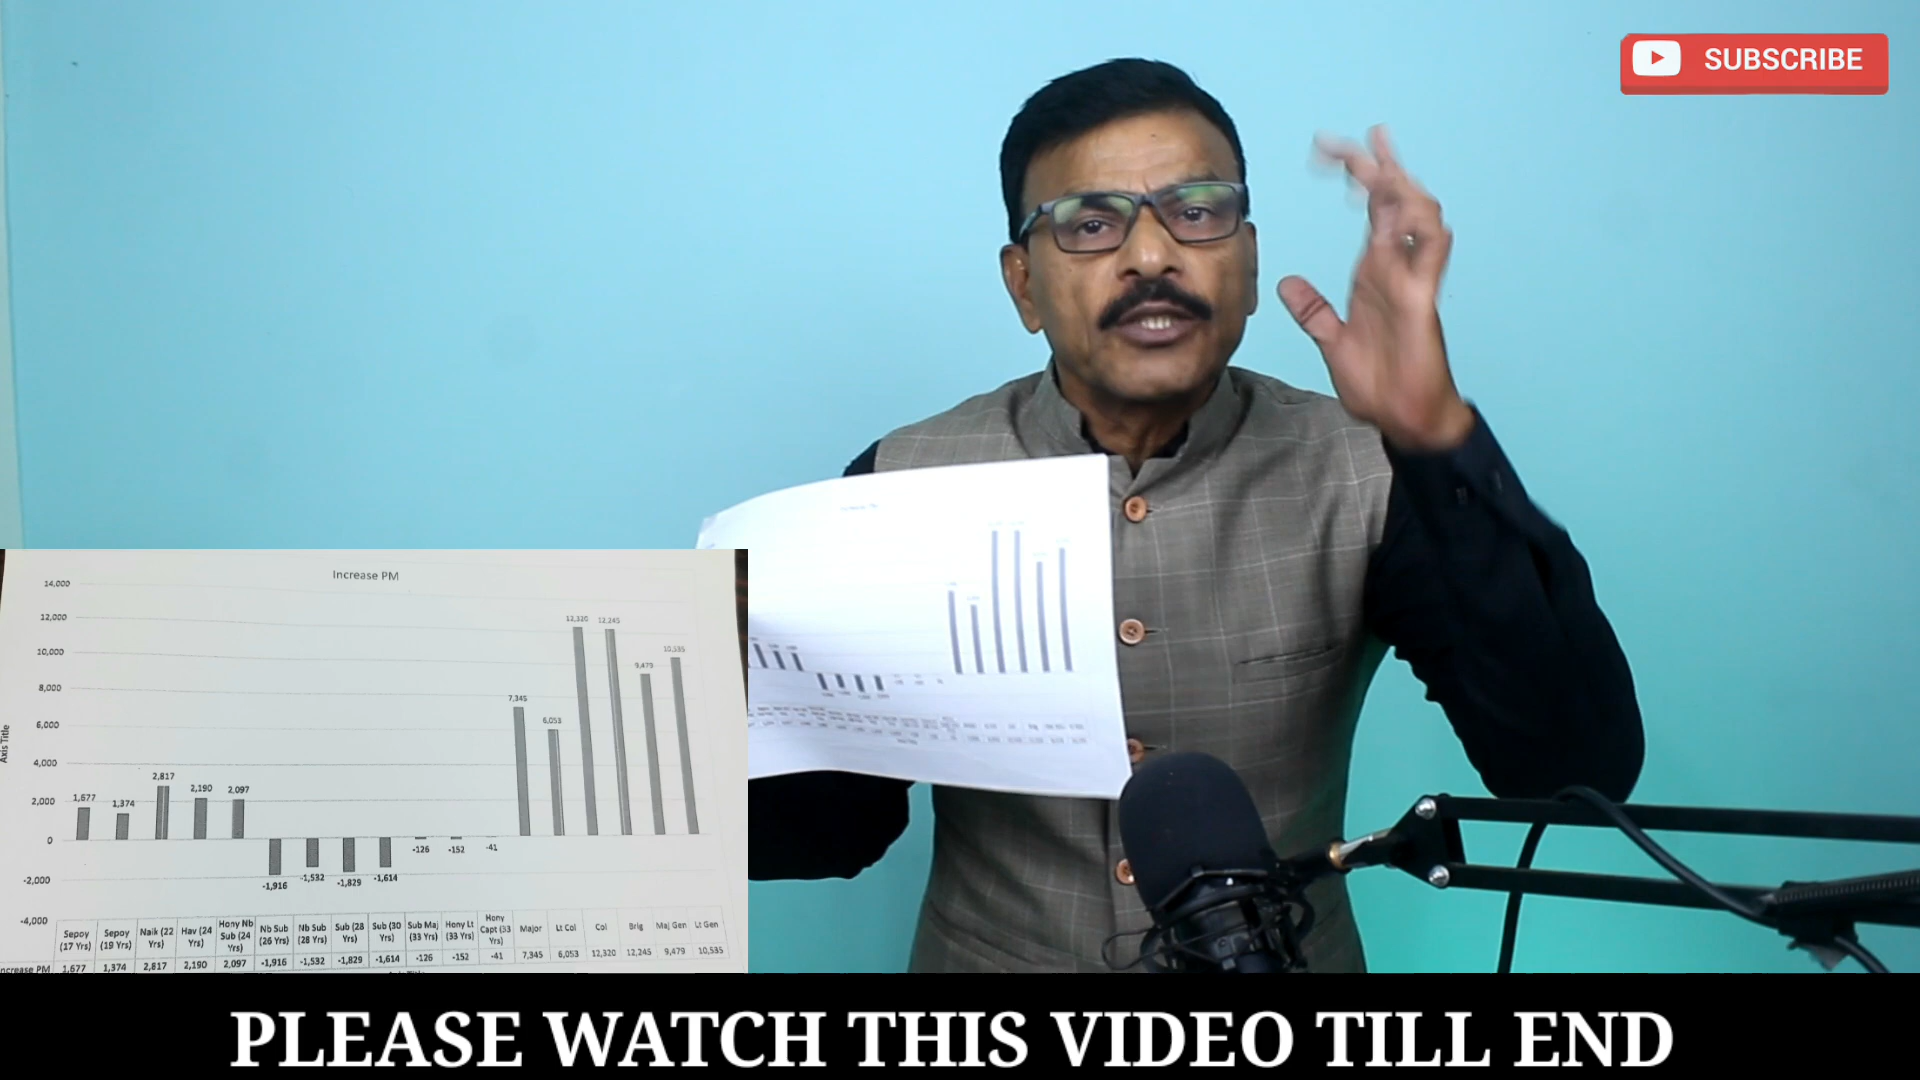 SUBSCRIBE
Increase PM
14,000
12,000
10,000
8,000
6,000
4,000
2,000
0
-2,000
-4,000
Axis Title
1,677
1,374
2,817
2,190
2,097
-1,916
-1,532
-1,829
-1,614
-126
-152
-41
7,345
6,053
12,320
12,245
9,479
10,535
Sepoy (17 Yrs)
Sepoy (19 Yrs)
Naik (22 Yrs)
Hav (24 Yrs)
Hony Nb Sub (24 Yrs)
Nb Sub (26 Yrs)
Nb Sub (28 Yrs)
Sub (28 Yrs)
Sub (30 Yrs)
Sub Maj (33 Yrs)
Hony Lt (33 Yrs)
Hony Capt (33 Yrs)
Major
Lt Col
Col
Brig
Maj Gen
Lt Gen
ncrease PM 1,677 1,374 2,817 2,190 2,097 -1,916 -1,532 -1,829 -1,614 -126 -152 -41 7,345 6,053 12,320 12,245 9,479 10,535
PLEASE WATCH THIS VIDEO TILL END